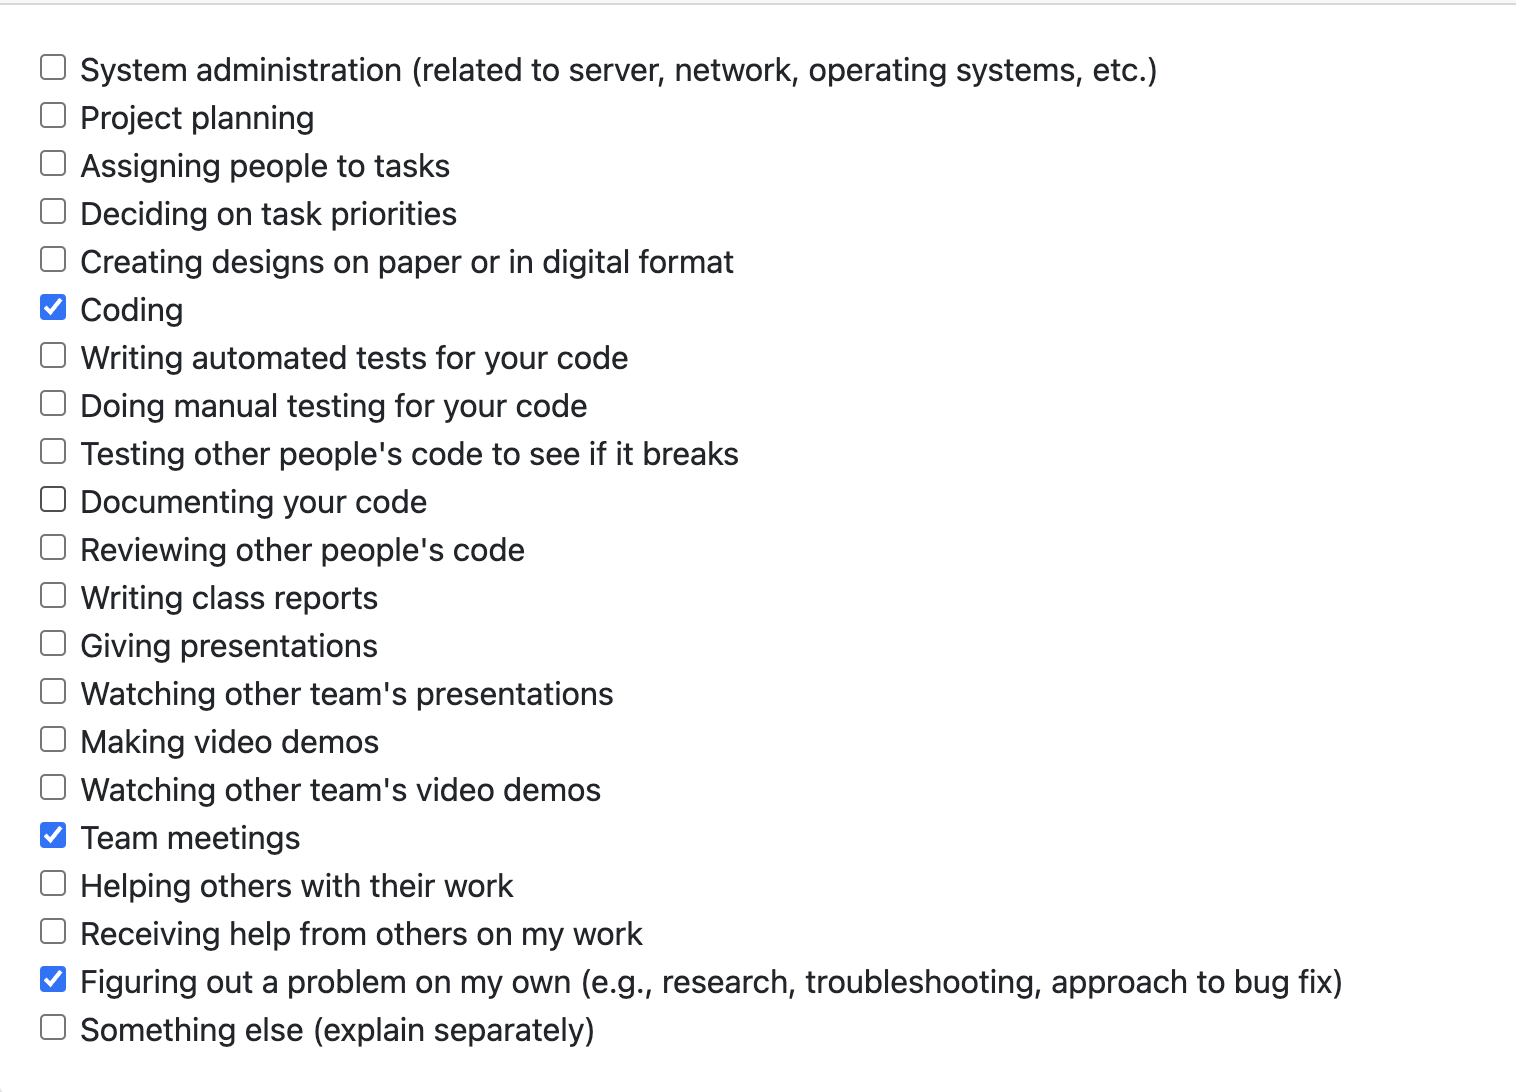 System administration (related to server, network, operating systems, etc.)
Project planning
Assigning people to tasks
Deciding on task priorities
Creating designs on paper or in digital format
Coding
Writing automated tests for your code
Doing manual testing for your code
Testing other people's code to see if it breaks
Documenting your code
Reviewing other people's code
Writing class reports
Giving presentations
Watching other team's presentations
Making video demos
Watching other team's video demos
Team meetings
Helping others with their work
Receiving help from others on my work
Figuring out a problem on my own (e.g., research, troubleshooting, approach to bug fix)
Something else (explain separately)